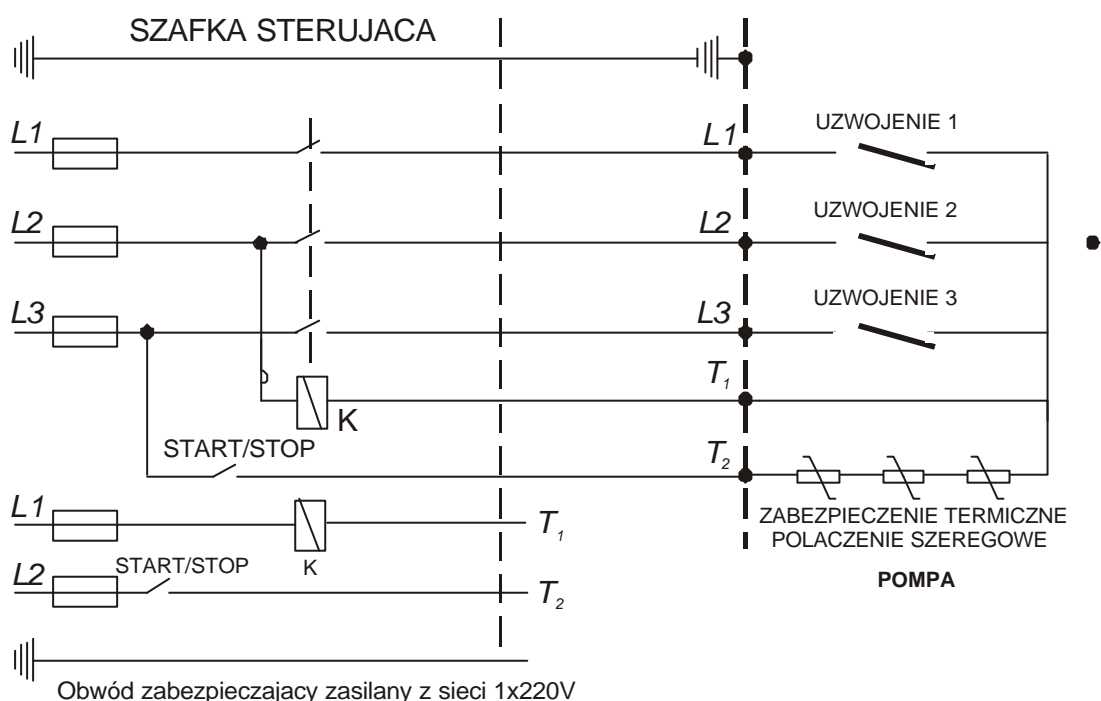 SZAFKA STERUJACA
L1
L1
UZWOJENIE 1
L2
L2
UZWOJENIE 2
L3
L3
UZWOJENIE 3
T1
K
START/STOP
T2
L1
T1
ZABEZPIECZENIE TERMICZNE
POLACZENIE SZEREGOWE
K
L2
START/STOP
T2
POMPA
Obwód zabezpieczajacy zasilany z sieci 1x220V